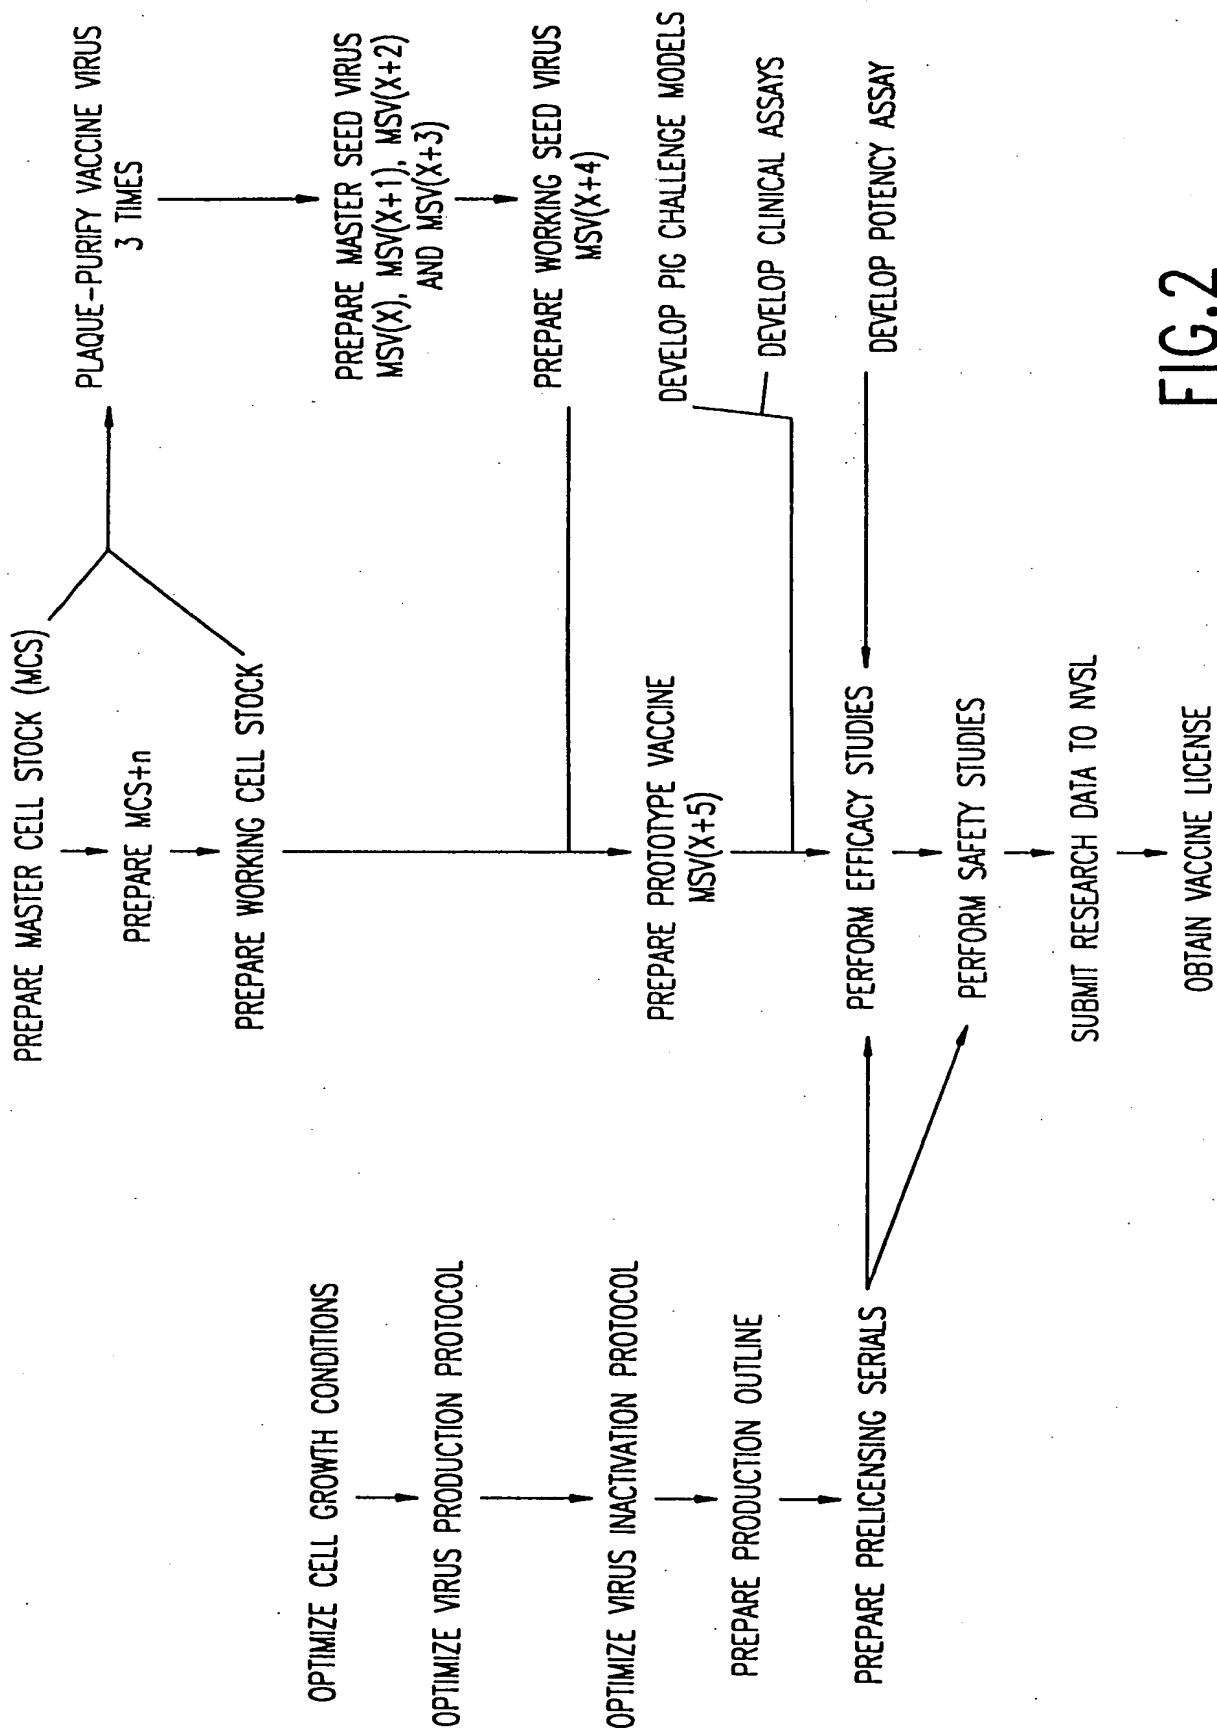 PREPARE MASTER CELL STOCK (MCS)
PREPARE MCS+n
PREPARE WORKING CELL STOCK
PLAQUE-PURIFY VACCINE VIRUS
3 TIMES
PREPARE MASTER SEED VIRUS
MSV(X), MSV(X+1), MSV(X+2)
AND MSV(X+3)
PREPARE WORKING SEED VIRUS
MSV(X+4)
OPTIMIZE CELL GROWTH CONDITIONS
OPTIMIZE VIRUS PRODUCTION PROTOCOL
OPTIMIZE VIRUS INACTIVATION PROTOCOL
PREPARE PRODUCTION OUTLINE
PREPARE PRELICENSING SERIALS
PREPARE PROTOTYPE VACCINE
MSV(X+5)
DEVELOP PIG CHALLENGE MODELS
DEVELOP CLINICAL ASSAYS
DEVELOP POTENCY ASSAY
PERFORM EFFICACY STUDIES
PERFORM SAFETY STUDIES
SUBMIT RESEARCH DATA TO NVSL
OBTAIN VACCINE LICENSE
FIG.2